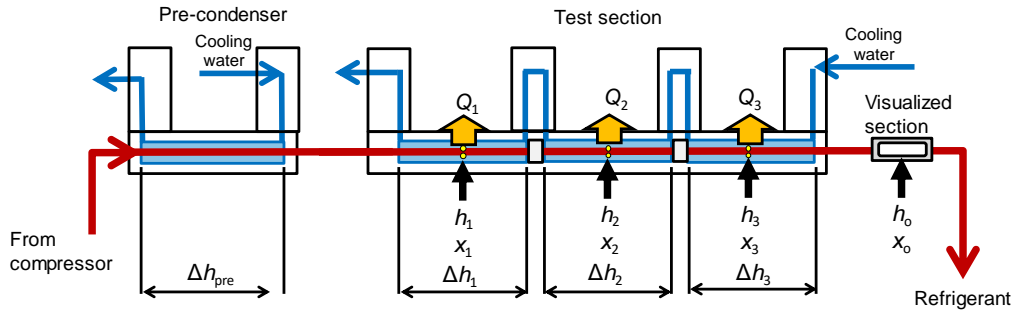 Pre-condenser
Test section
Cooling
water
Cooling
water
Q1
Q2
Q3
Visualized
section
h1
x1
Δh1
h2
x2
Δh2
h3
x3
Δh3
ho
xo
From
compressor
Δhpre
Refrigerant